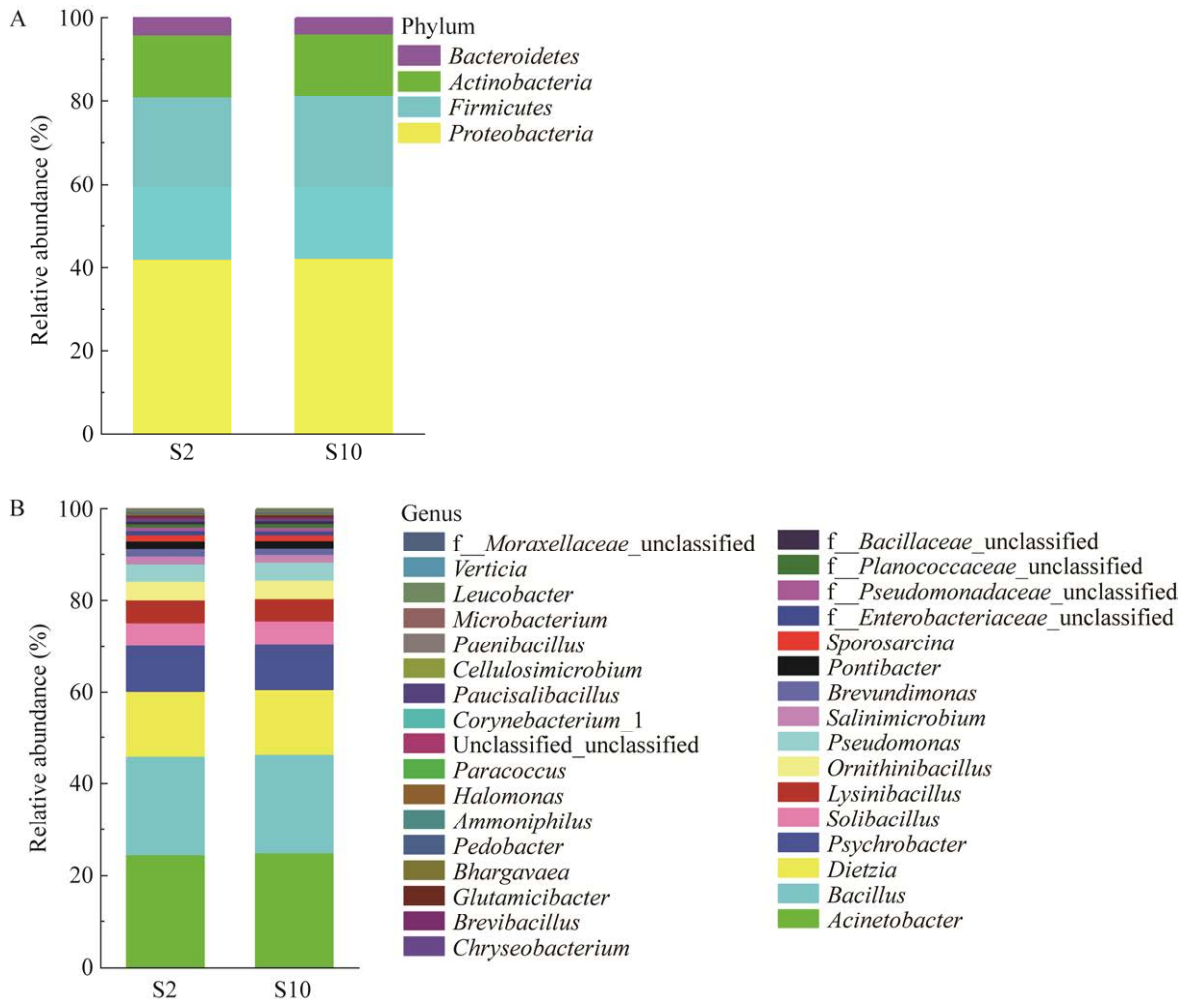 A
Phylum
Bacteroidetes
Actinobacteria
Firmicutes
Proteobacteria
Relative abundance (%)
100
80
60
40
20
0
S2
S10
B
Genus
f__Moraxellaceae_unclassified
Verticia
Leucobacter
Microbacterium
Paenibacillus
Cellulosimicrobium
Paucisalibacillus
Corynebacterium_1
Unclassified_unclassified
Paracoccus
Halomonas
Ammoniphilus
Pedobacter
Bhargavaea
Glutamicibacter
Brevibacillus
Chryseobacterium
f__Bacillaceae_unclassified
f__Planococcaceae_unclassified
f__Pseudomonadaceae_unclassified
f__Enterobacteriaceae_unclassified
Sporosarcina
Pontibacter
Brevundimonas
Salinimicrobium
Pseudomonas
Ornithinibacillus
Lysinibacillus
Solibacillus
Psychrobacter
Dietzia
Bacillus
Acinetobacter
Relative abundance (%)
100
80
60
40
20
0
S2
S10